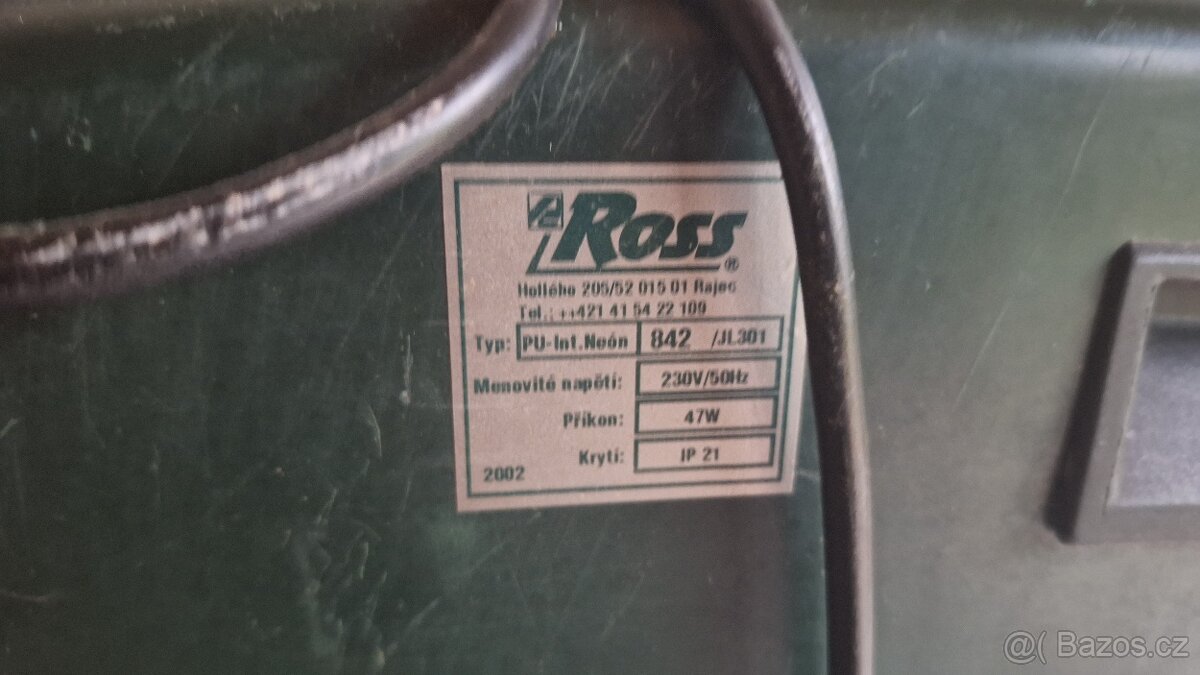 Ross®
Hollého 205/52 015 01 Rajec
Tel.: ++421 41 54 22 109
Typ: PU-Int.Neón 842 /JL301
Menovité napětí: 230V/50Hz
Příkon: 47W
Krytí: IP 21
2002
Bazos.cz